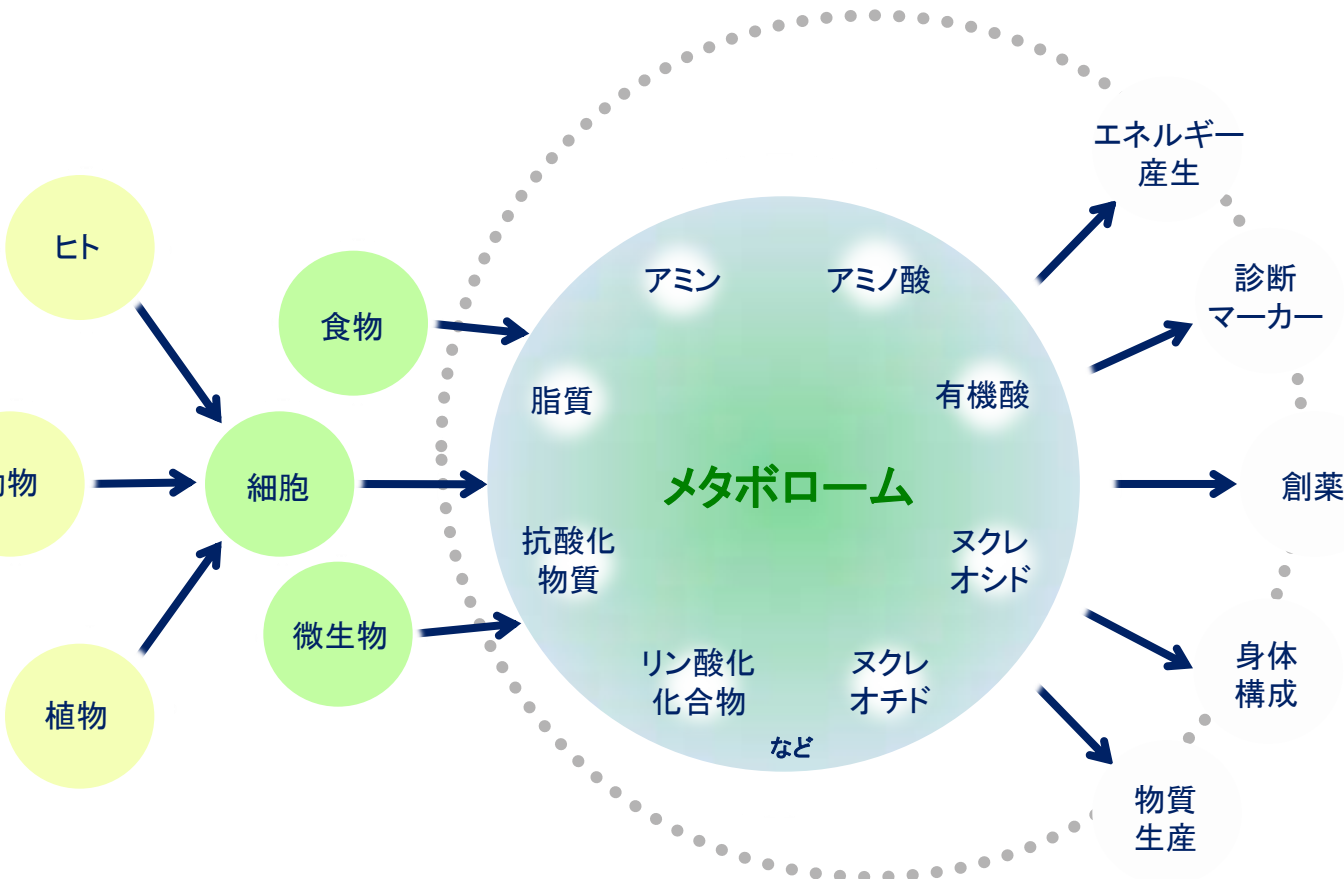 ヒト
物
植物
食物
細胞
微生物
アミン
アミノ酸
脂質
有機酸
メタボローム
抗酸化
物質
ヌクレ
オシド
リン酸化
化合物
ヌクレ
オチド
など
エネルギー
産生
診断
マーカー
創薬
身体
構成
物質
生産